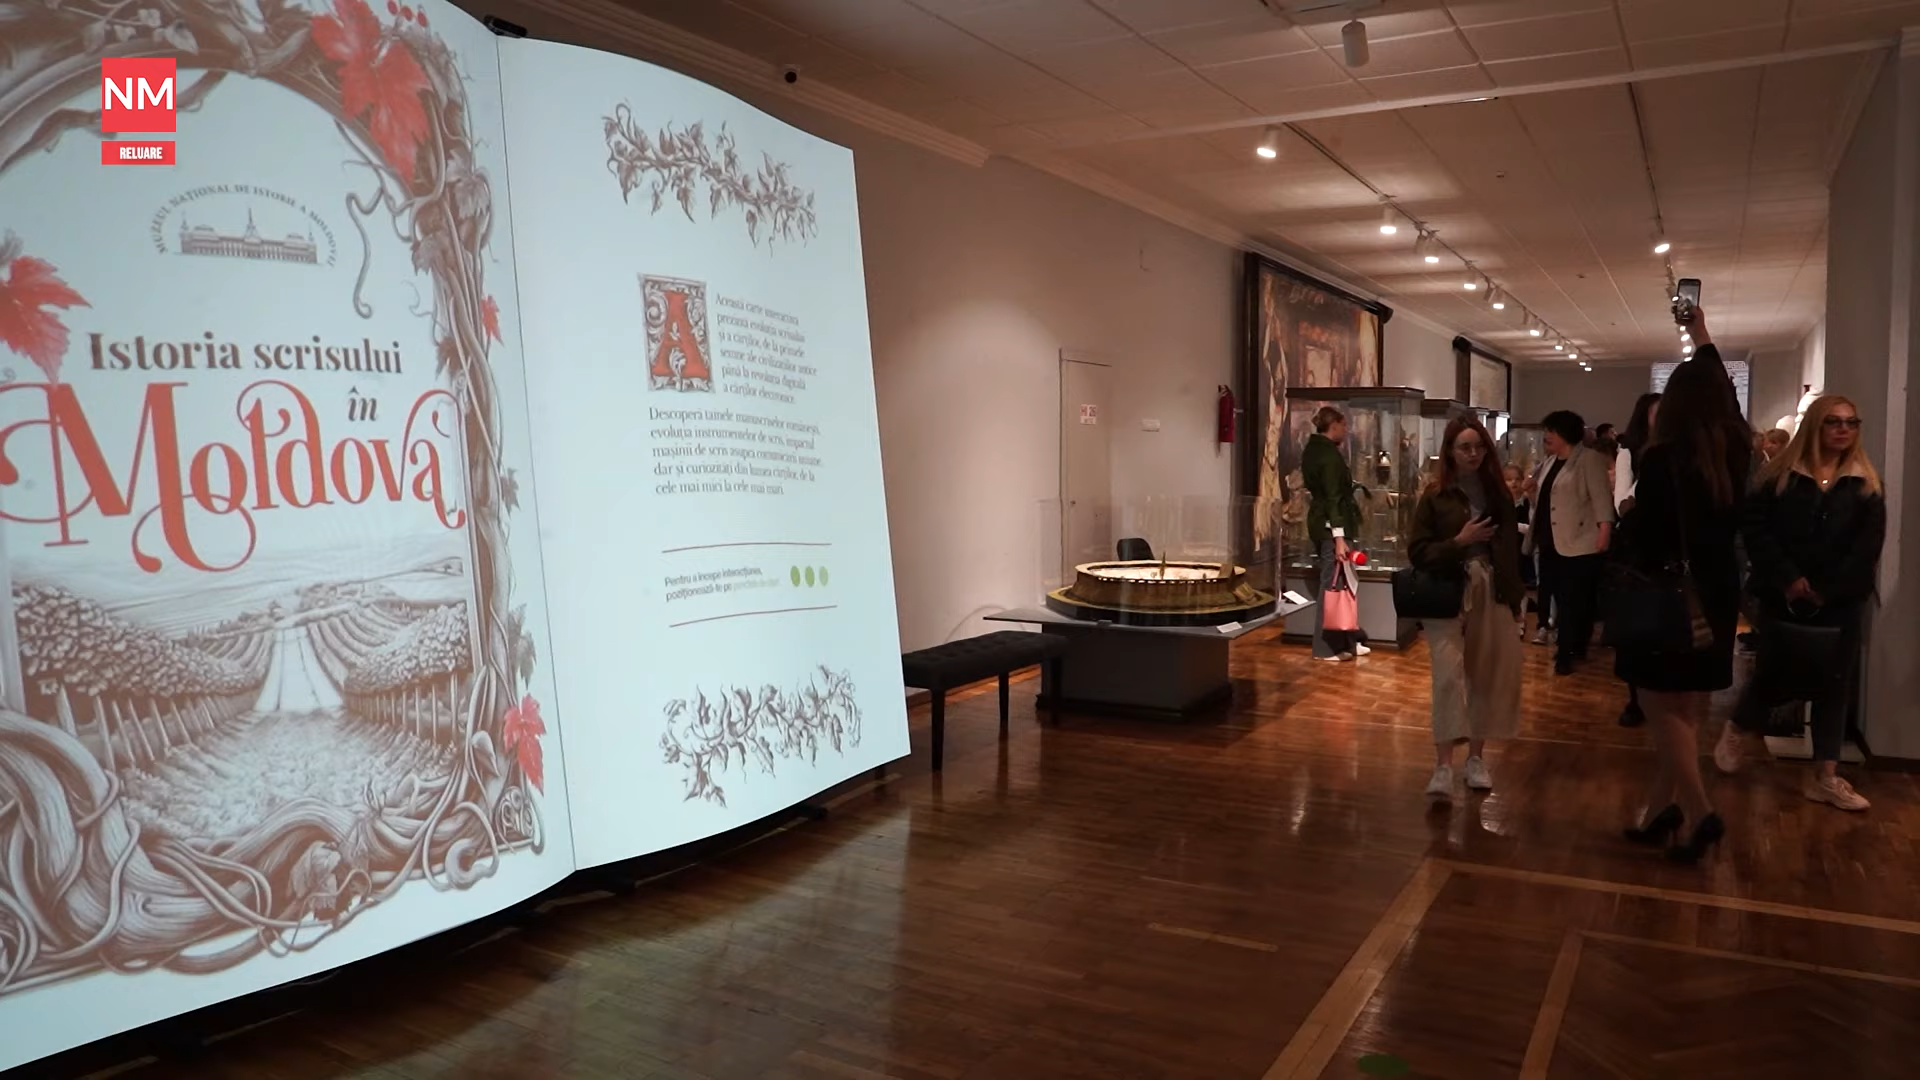 NM
RELUARE
MUZEUL NAȚIONAL DE ISTORIE A MOLDOVEI
Istoria scrisului
în
Moldova
A
Această carte interactivă
prezintă evoluția scrisului
și a cărților, de la primele
semne ale civilizațiilor antice
până la revoluția digitală
a cărților electronice.
Descoperă tainele manuscriselor românești,
evoluția instrumentelor de scris, impactul
mașinii de scris asupra comunicării umane
dar și curiozități din lumea cărților, de la
cele mai mici la cele mai mari.
Pentru a începe interacțiunea,
poziționează-te pe